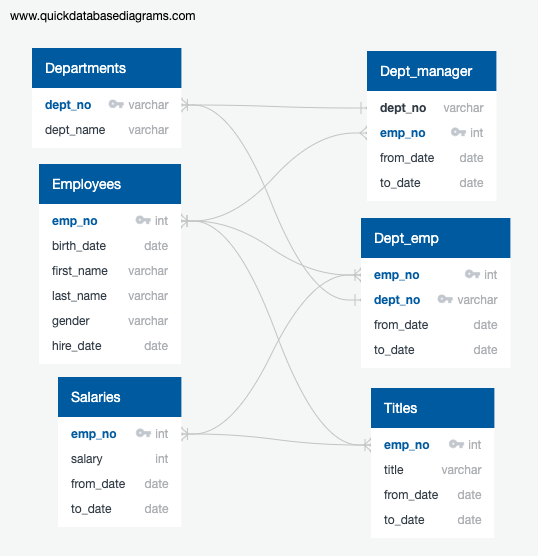 www.quickdatabasediagrams.com
Departments
dept_no varchar
dept_name varchar
Employees
emp_no int
birth_date date
first_name varchar
last_name varchar
gender varchar
hire_date date
Salaries
emp_no int
salary int
from_date date
to_date date
Dept_manager
dept_no varchar
emp_no int
from_date date
to_date date
Dept_emp
emp_no int
dept_no varchar
from_date date
to_date date
Titles
emp_no int
title varchar
from_date date
to_date date